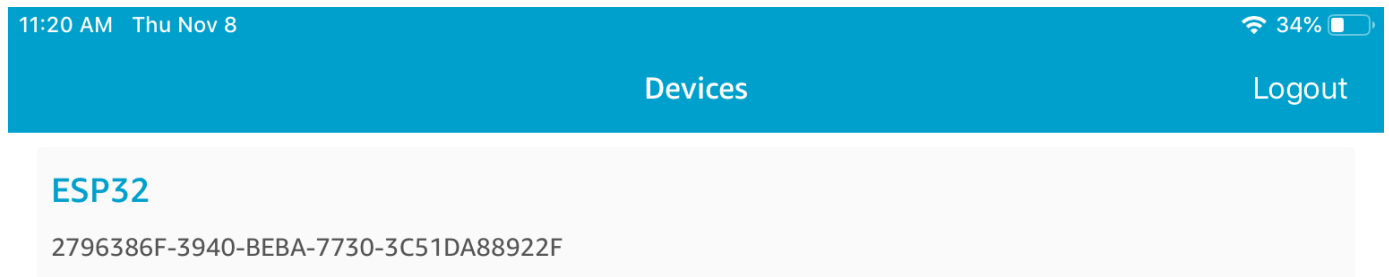 11:20 AM Thu Nov 8 34%
Devices Logout
ESP32
2796386F-3940-BEBA-7730-3C51DA88922F